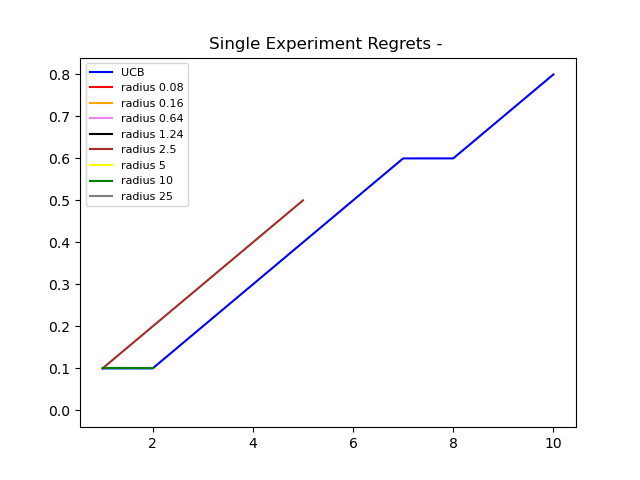 Single Experiment Regrets -
UCB
radius 0.08
radius 0.16
radius 0.64
radius 1.24
radius 2.5
radius 5
radius 10
radius 25
0.8
0.7
0.6
0.5
0.4
0.3
0.2
0.1
0.0
2 4 6 8 10